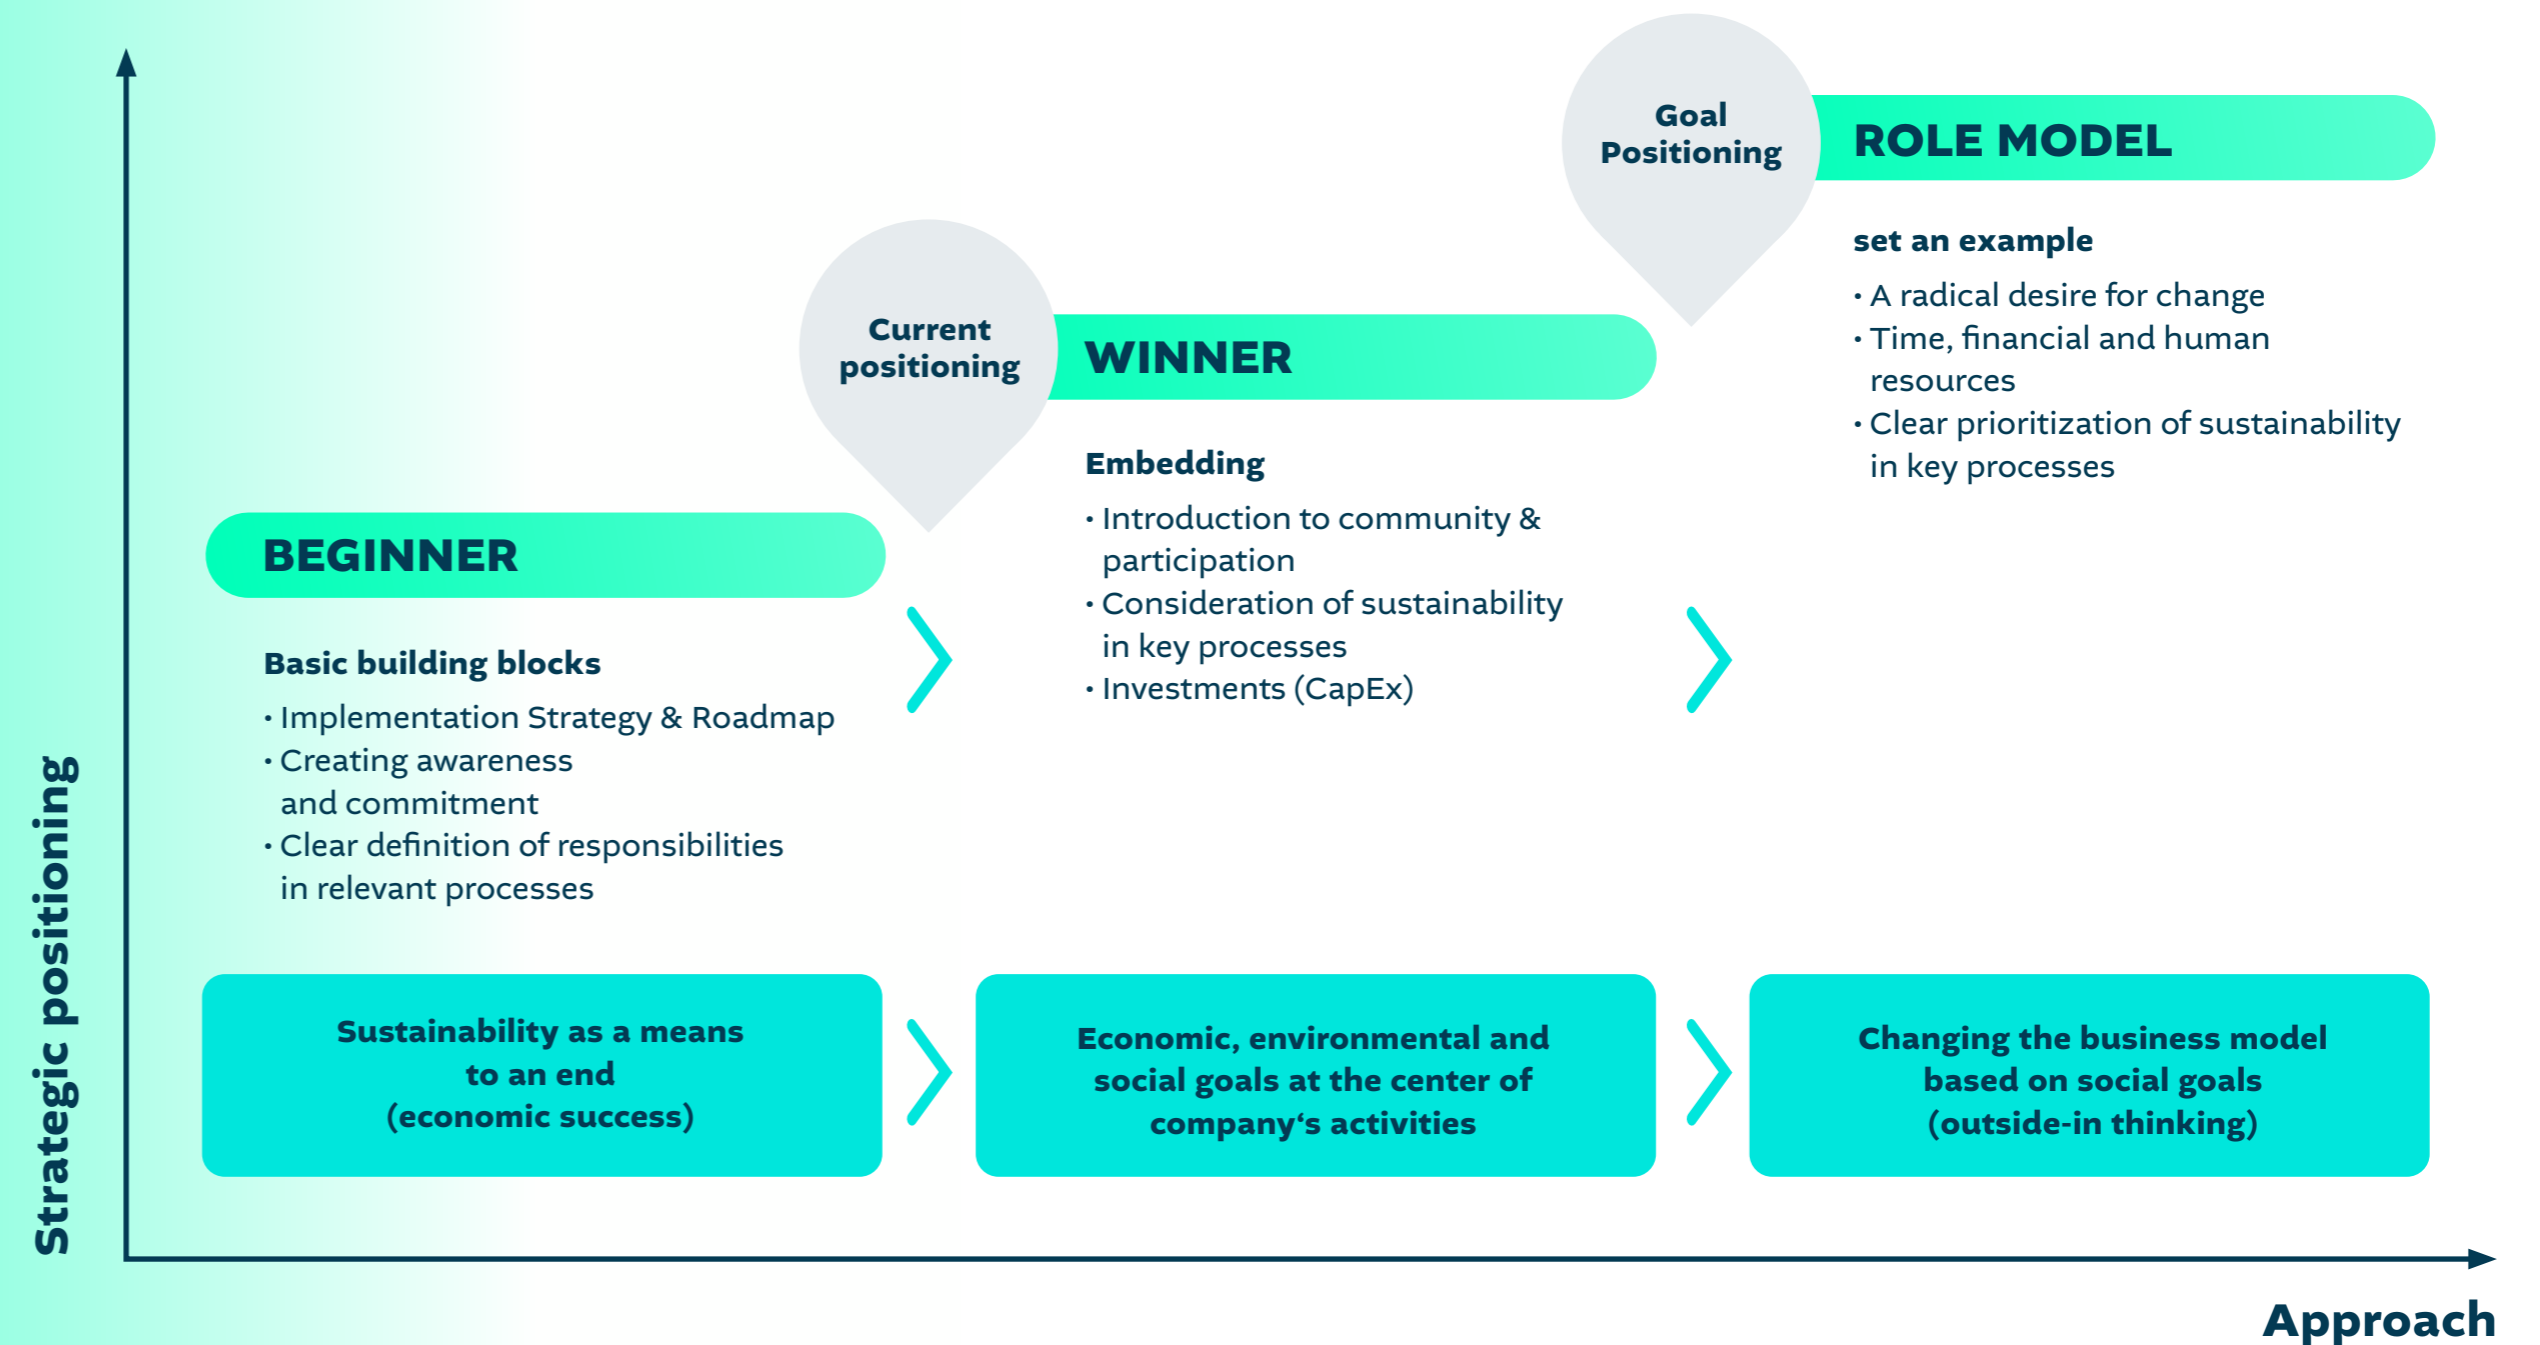 Strategic positioning
BEGINNER
Basic building blocks
· Implementation Strategy & Roadmap
· Creating awareness
and commitment
· Clear definition of responsibilities
in relevant processes
Sustainability as a means
to an end
(economic success)
Current
positioning
WINNER
Embedding
· Introduction to community &
participation
· Consideration of sustainability
in key processes
· Investments (CapEx)
Economic, environmental and
social goals at the center of
company‘s activities
Goal
Positioning
ROLE MODEL
set an example
· A radical desire for change
· Time, financial and human
resources
· Clear prioritization of sustainability
in key processes
Changing the business model
based on social goals
(outside-in thinking)
Approach